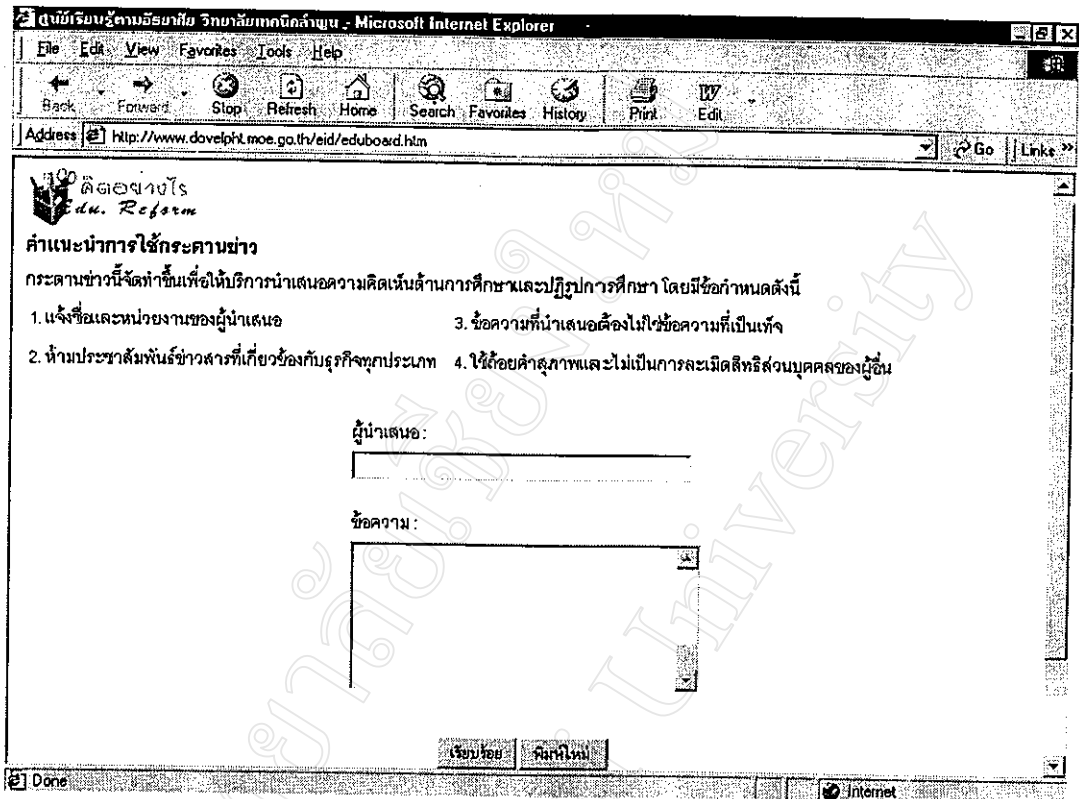 ศูนย์เรียนรู้ตามอัธยาศัย วิทยาลัยเทคนิคลำพูน - Microsoft Internet Explorer
File Edit View Favorites Tools Help
Back Forward Stop Refresh Home Search Favorites History Print Edit
Address http://www.dovelpht.moe.go.th/eid/eduboard.htm Go Links »
คิดอย่างไร
Edu. Reform
คำแนะนำการใช้กระดานข่าว
กระดานข่าวนี้จัดทำขึ้นเพื่อให้บริการนำเสนอความคิดเห็นด้านการศึกษาและปฏิรูปการศึกษา โดยมีข้อกำหนดดังนี้
1. แจ้งชื่อและหน่วยงานของผู้นำเสนอ 3. ข้อความที่นำเสนอต้องไม่ใช่ข้อความที่เป็นเท็จ
2. ห้ามประชาสัมพันธ์ข่าวสารที่เกี่ยวข้องกับธุรกิจทุกประเภท 4. ใช้ถ้อยคำสุภาพและไม่เป็นการละเมิดสิทธิส่วนบุคคลของผู้อื่น
ผู้นำเสนอ :
ข้อความ :
เรียบร้อย พิมพ์ใหม่
Done Internet
University